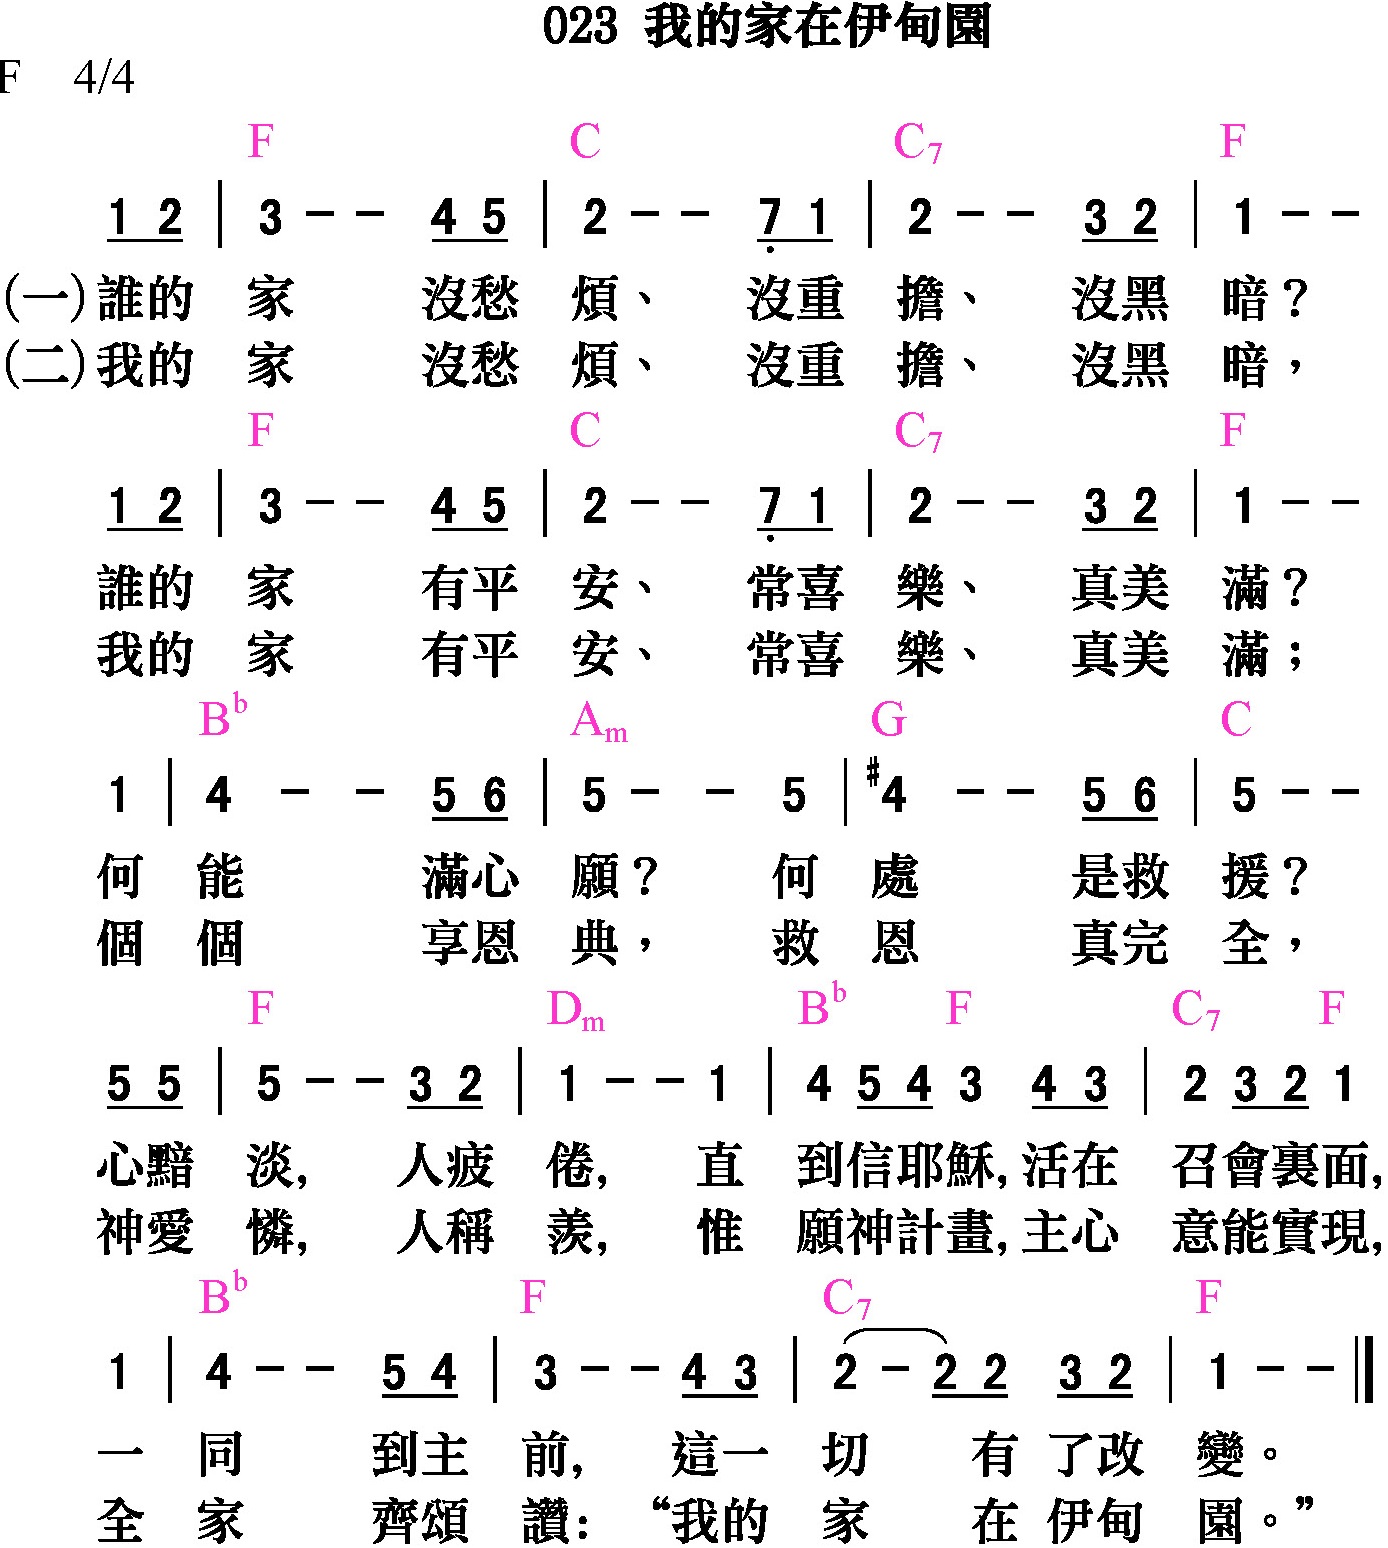 023 我的家在伊甸園
F 4/4
F C C7 F
1 2 | 3 - - 4 5 | 2 - - 7̣ 1 | 2 - - 3 2 | 1 - -
(一)誰的 家 沒愁 煩、 沒重 擔、 沒黑 暗？
(二)我的 家 沒愁 煩、 沒重 擔、 沒黑 暗，
F C C7 F
1 2 | 3 - - 4 5 | 2 - - 7̣ 1 | 2 - - 3 2 | 1 - -
誰的 家 有平 安、 常喜 樂、 真美 滿？
我的 家 有平 安、 常喜 樂、 真美 滿；
Bb Am G C
1 | 4 - - 5 6 | 5 - - 5 | #4 - - 5 6 | 5 - -
何 能 滿心 願？ 何 處 是救 援？
個 個 享恩 典， 救 恩 真完 全，
F Dm Bb F C7 F
5 5 | 5 - - 3 2 | 1 - - 1 | 4 5 4 3 4 3 | 2 3 2 1
心黯 淡, 人疲 倦, 直 到信耶穌,活在 召會裏面,
神愛 憐, 人稱 羨, 惟 願神計畫,主心 意能實現,
Bb F C7 F
1 | 4 - - 5 4 | 3 - - 4 3 | 2 - 2 2 3 2 | 1 - - ‖
一 同 到主 前, 這一 切 有 了改 變。
全 家 齊頌 讚: “我的 家 在 伊甸 園。”